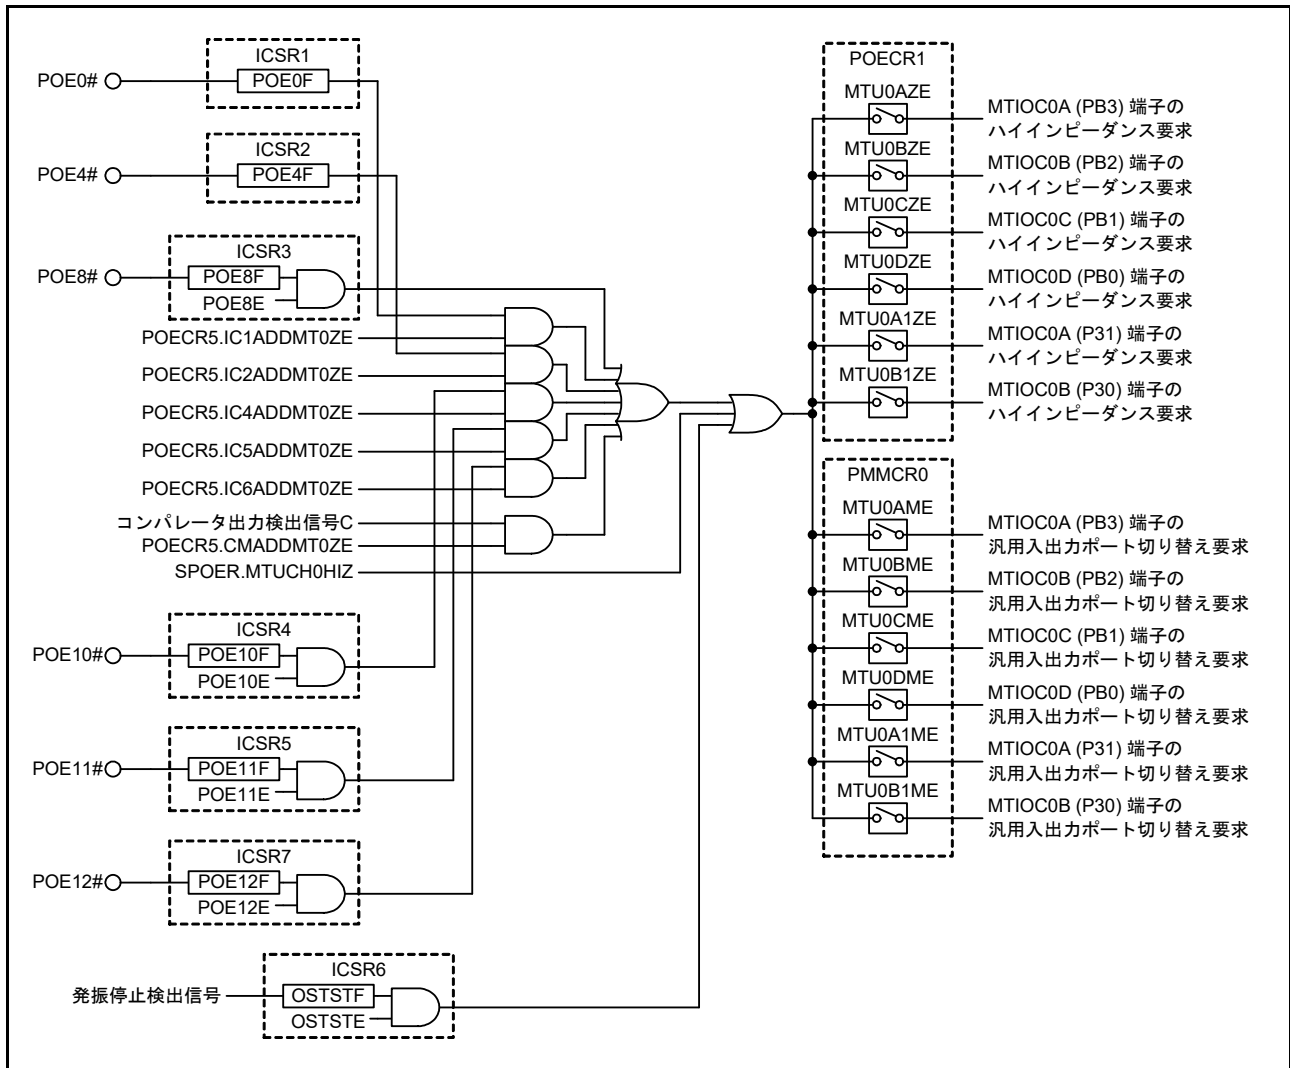 ICSR1
POE0#
POE0F
ICSR2
POE4#
POE4F
ICSR3
POE8#
POE8F
POE8E
POECR5.IC1ADDMT0ZE
POECR5.IC2ADDMT0ZE
POECR5.IC4ADDMT0ZE
POECR5.IC5ADDMT0ZE
POECR5.IC6ADDMT0ZE
コンパレータ出力検出信号C
POECR5.CMADDMT0ZE
SPOER.MTUCH0HIZ
ICSR4
POE10#
POE10F
POE10E
ICSR5
POE11#
POE11F
POE11E
ICSR7
POE12#
POE12F
POE12E
ICSR6
発振停止検出信号
OSTSTF
OSTSTE
POECR1
MTU0AZE
MTIOC0A (PB3) 端子の
ハイインピーダンス要求
MTU0BZE
MTIOC0B (PB2) 端子の
ハイインピーダンス要求
MTU0CZE
MTIOC0C (PB1) 端子の
ハイインピーダンス要求
MTU0DZE
MTIOC0D (PB0) 端子の
ハイインピーダンス要求
MTU0A1ZE
MTIOC0A (P31) 端子の
ハイインピーダンス要求
MTU0B1ZE
MTIOC0B (P30) 端子の
ハイインピーダンス要求
PMMCR0
MTU0AME
MTIOC0A (PB3) 端子の
汎用入出力ポート切り替え要求
MTU0BME
MTIOC0B (PB2) 端子の
汎用入出力ポート切り替え要求
MTU0CME
MTIOC0C (PB1) 端子の
汎用入出力ポート切り替え要求
MTU0DME
MTIOC0D (PB0) 端子の
汎用入出力ポート切り替え要求
MTU0A1ME
MTIOC0A (P31) 端子の
汎用入出力ポート切り替え要求
MTU0B1ME
MTIOC0B (P30) 端子の
汎用入出力ポート切り替え要求